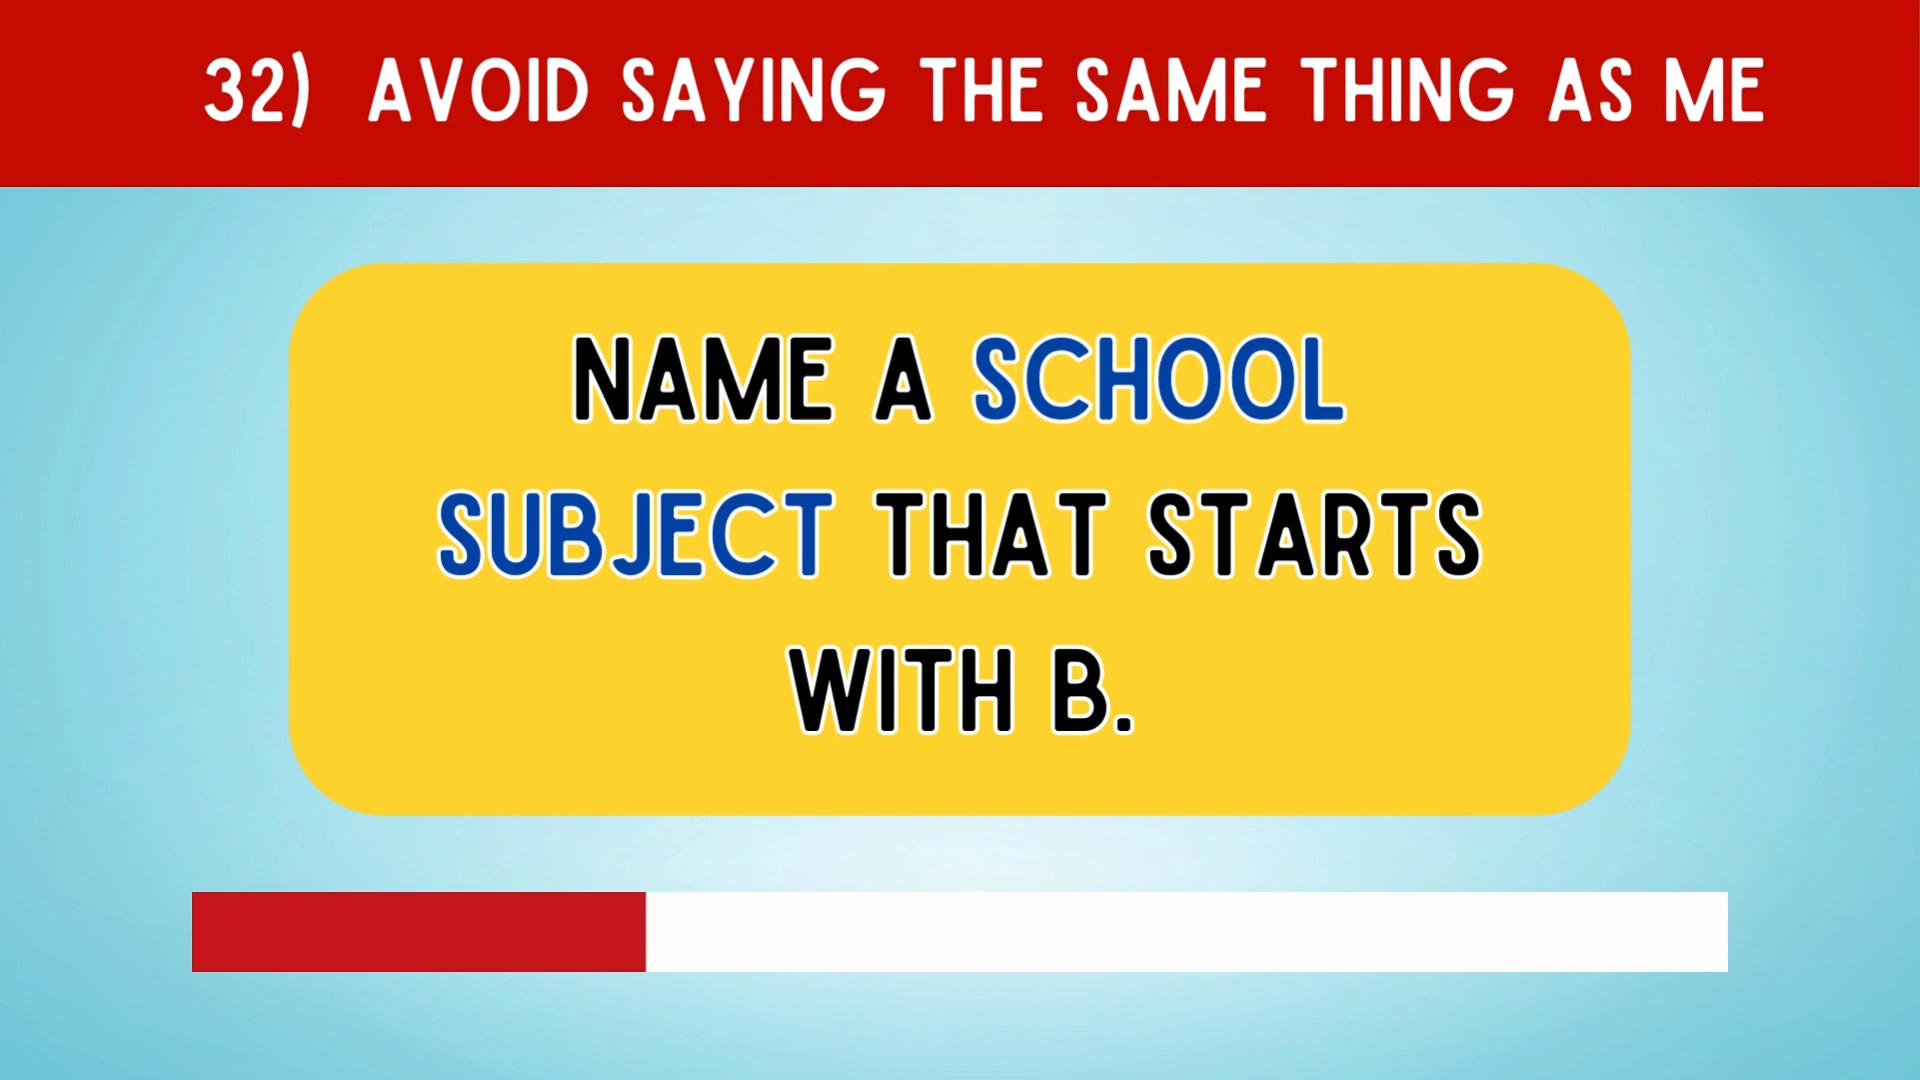 32) AVOID SAYING THE SAME THING AS ME
NAME A SCHOOL
SUBJECT THAT STARTS
WITH B.